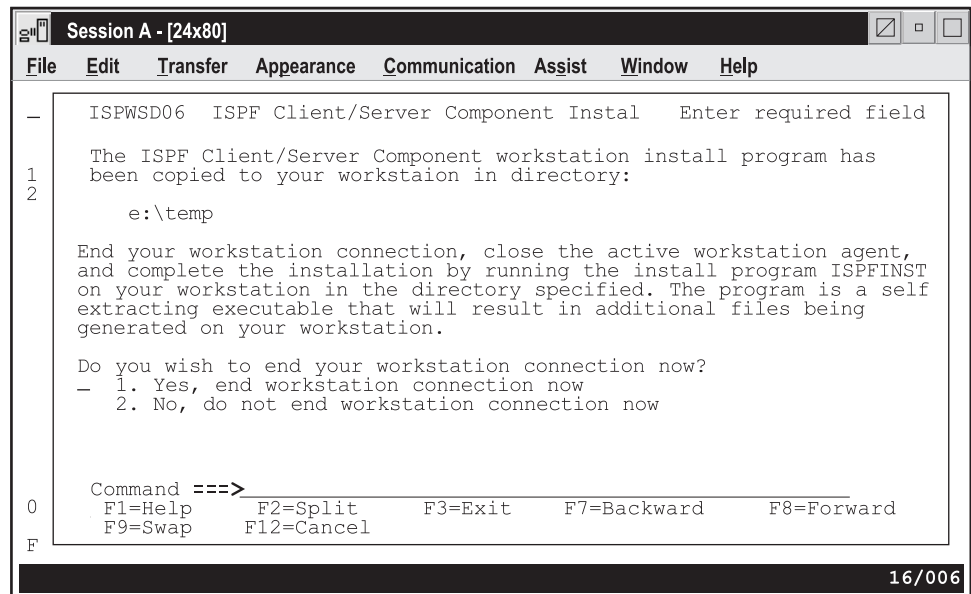 Session A - [24x80]
File Edit Transfer Appearance Communication Assist Window Help
ISPWSD06 ISPF Client/Server Component Instal Enter required field
The ISPF Client/Server Component workstation install program has
1 been copied to your workstaion in directory:
2
e:\temp
End your workstation connection, close the active workstation agent,
and complete the installation by running the install program ISPFINST
on your workstation in the directory specified. The program is a self
extracting executable that will result in additional files being
generated on your workstation.
Do you wish to end your workstation connection now?
_ 1. Yes, end workstation connection now
2. No, do not end workstation connection now
Command ===>
0 F1=Help F2=Split F3=Exit F7=Backward F8=Forward
F9=Swap F12=Cancel
F
16/006